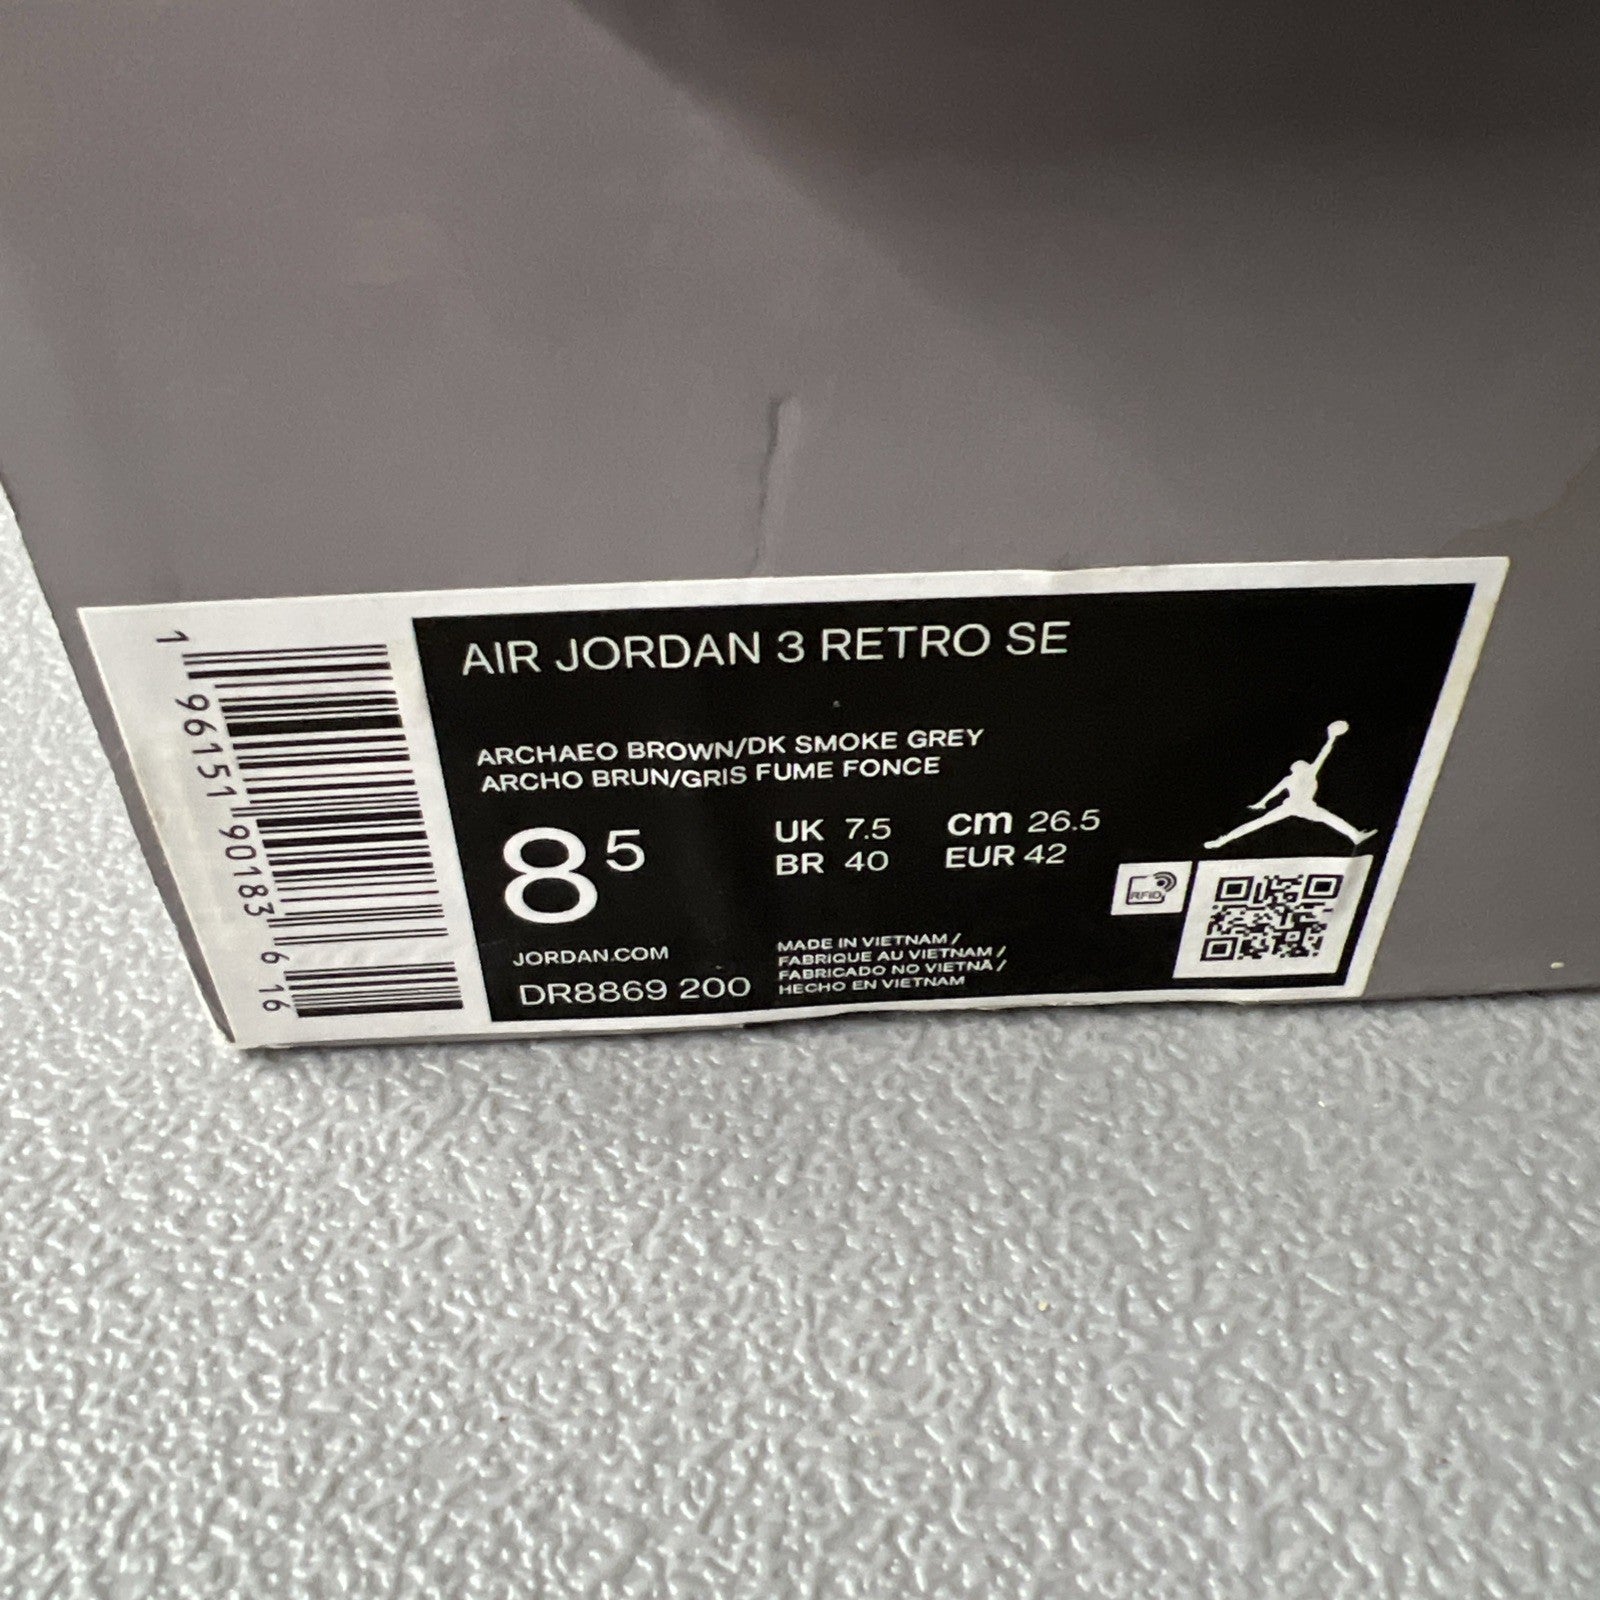 AIR JORDAN 3 RETRO SE
ARCHAEO BROWN/DK SMOKE GREY
ARCHO BRUN/GRIS FUME FONCE
8 5
UK 7.5 cm 26.5
BR 40 EUR 42
JORDAN.COM
DR8869 200
MADE IN VIETNAM /
FABRIQUE AU VIETNAM /
FABRICADO NO VIETNÃ /
HECHO EN VIETNAM
RFID
1 96151 90183 6 16